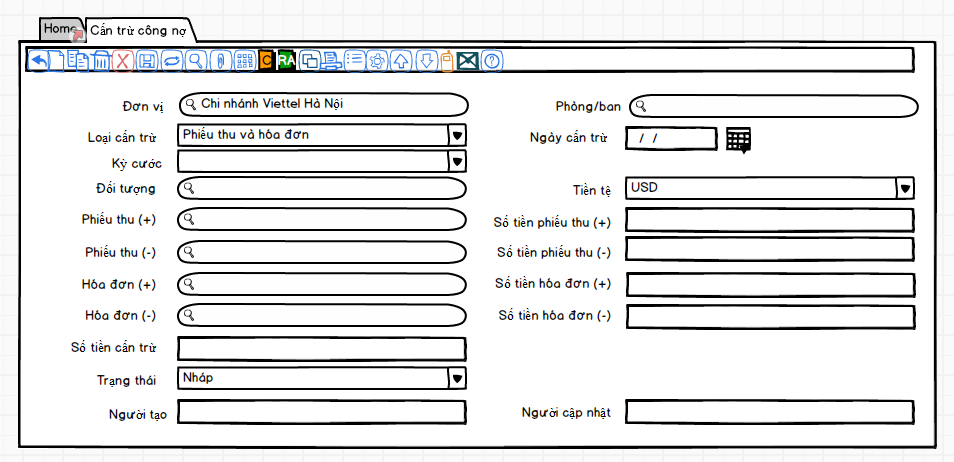 Home Cấn trừ công nợ
C RA
Đơn vị Chi nhánh Viettel Hà Nội Phòng/ban
Loại cấn trừ Phiếu thu và hóa đơn Ngày cấn trừ / /
Kỳ cước
Đối tượng Tiền tệ USD
Phiếu thu (+) Số tiền phiếu thu (+)
Phiếu thu (-) Số tiền phiếu thu (-)
Hóa đơn (+) Số tiền hóa đơn (+)
Hóa đơn (-) Số tiền hóa đơn (-)
Số tiền cấn trừ
Trạng thái Nháp
Người tạo Người cập nhật